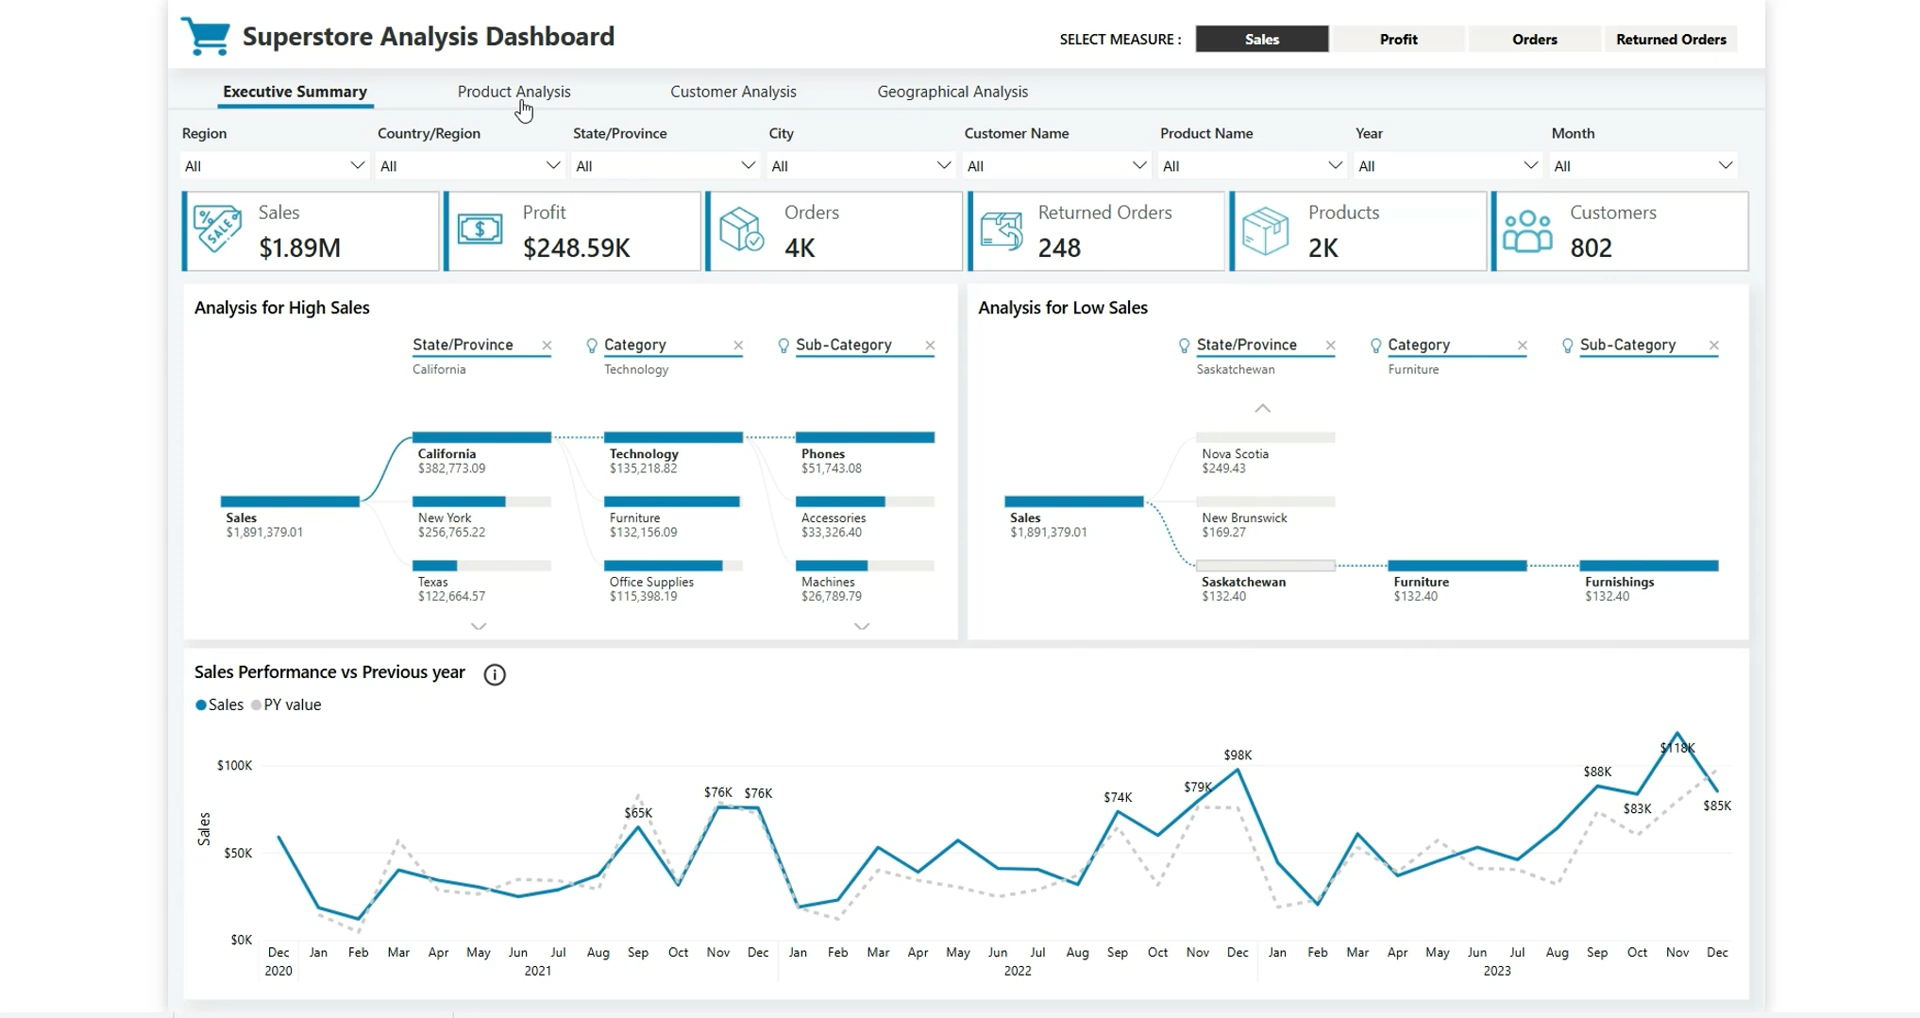 Superstore Analysis Dashboard
SELECT MEASURE :
Sales
Profit
Orders
Returned Orders
Executive Summary
Product Analysis
Customer Analysis
Geographical Analysis
Region
Country/Region
State/Province
City
Customer Name
Product Name
Year
Month
All
All
All
All
All
All
All
All
SALE
Sales
$1.89M
$
Profit
$248.59K
Orders
4K
Returned Orders
248
Products
2K
Customers
802
Analysis for High Sales
State/Province
California
Category
Technology
Sub-Category
Sales
$1,891,379.01
California
$382,773.09
New York
$256,765.22
Texas
$122,664.57
Technology
$135,218.82
Furniture
$132,156.09
Office Supplies
$115,398.19
Phones
$51,743.08
Accessories
$33,326.40
Machines
$26,789.79
Analysis for Low Sales
State/Province
Saskatchewan
Category
Furniture
Sub-Category
Sales
$1,891,379.01
Nova Scotia
$249.43
New Brunswick
$169.27
Saskatchewan
$132.40
Furniture
$132.40
Furnishings
$132.40
Sales Performance vs Previous year
Sales
PY value
Sales
$100K
$50K
$0K
$65K
$76K
$76K
$74K
$79K
$98K
$88K
$83K
$118K
$85K
Dec Jan Feb Mar Apr May Jun Jul Aug Sep Oct Nov Dec Jan Feb Mar Apr May Jun Jul Aug Sep Oct Nov Dec Jan Feb Mar Apr May Jun Jul Aug Sep Oct Nov Dec
2020 2021 2022 2023